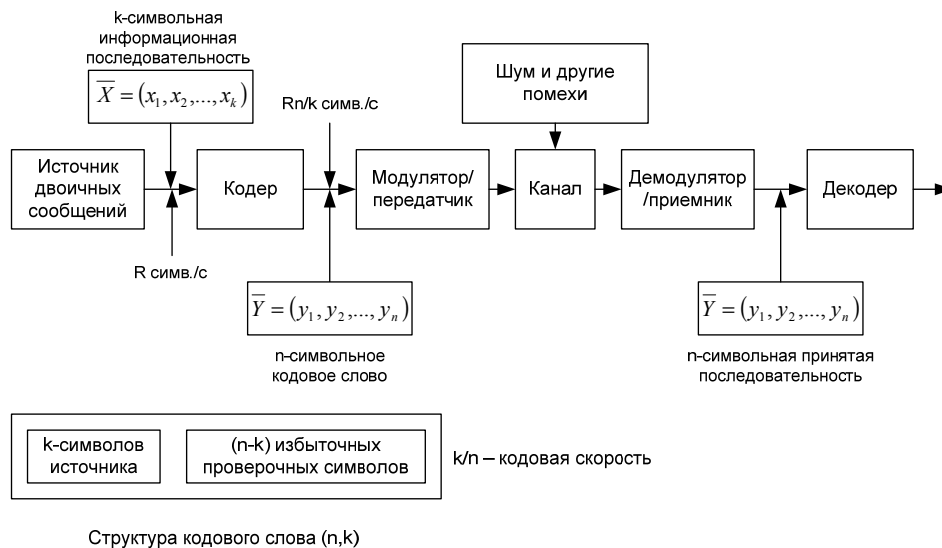 k-символьная
информационная
последовательность
X = (x1, x2,..., xk)
Rn/k симв./с
Шум и другие
помехи
Источник
двоичных
сообщений
Кодер
Модулятор/
передатчик
Канал
Демодулятор
/приемник
Декодер
R симв./с
Y = (y1, y2,..., yn)
n-символьное
кодовое слово
Y = (y1, y2,..., yn)
n-символьная принятая
последовательность
k-символов
источника
(n-k) избыточных
проверочных символов
k/n – кодовая скорость
Структура кодового слова (n,k)